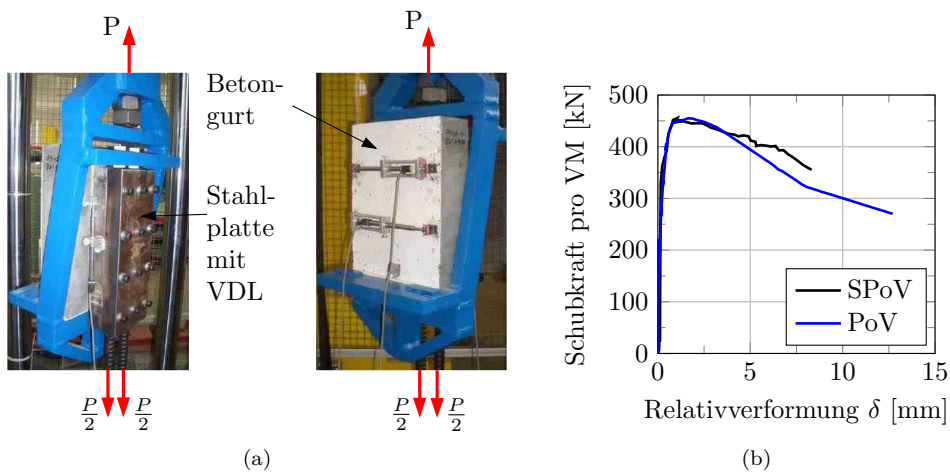 P
P
Beton-
gurt
Stahl-
platte
mit
VDL
P/2 P/2
P/2 P/2
(a)
Schubkraft pro VM [kN]
500
400
300
200
100
0
SPoV
PoV
0 5 10 15
Relativverformung δ [mm]
(b)